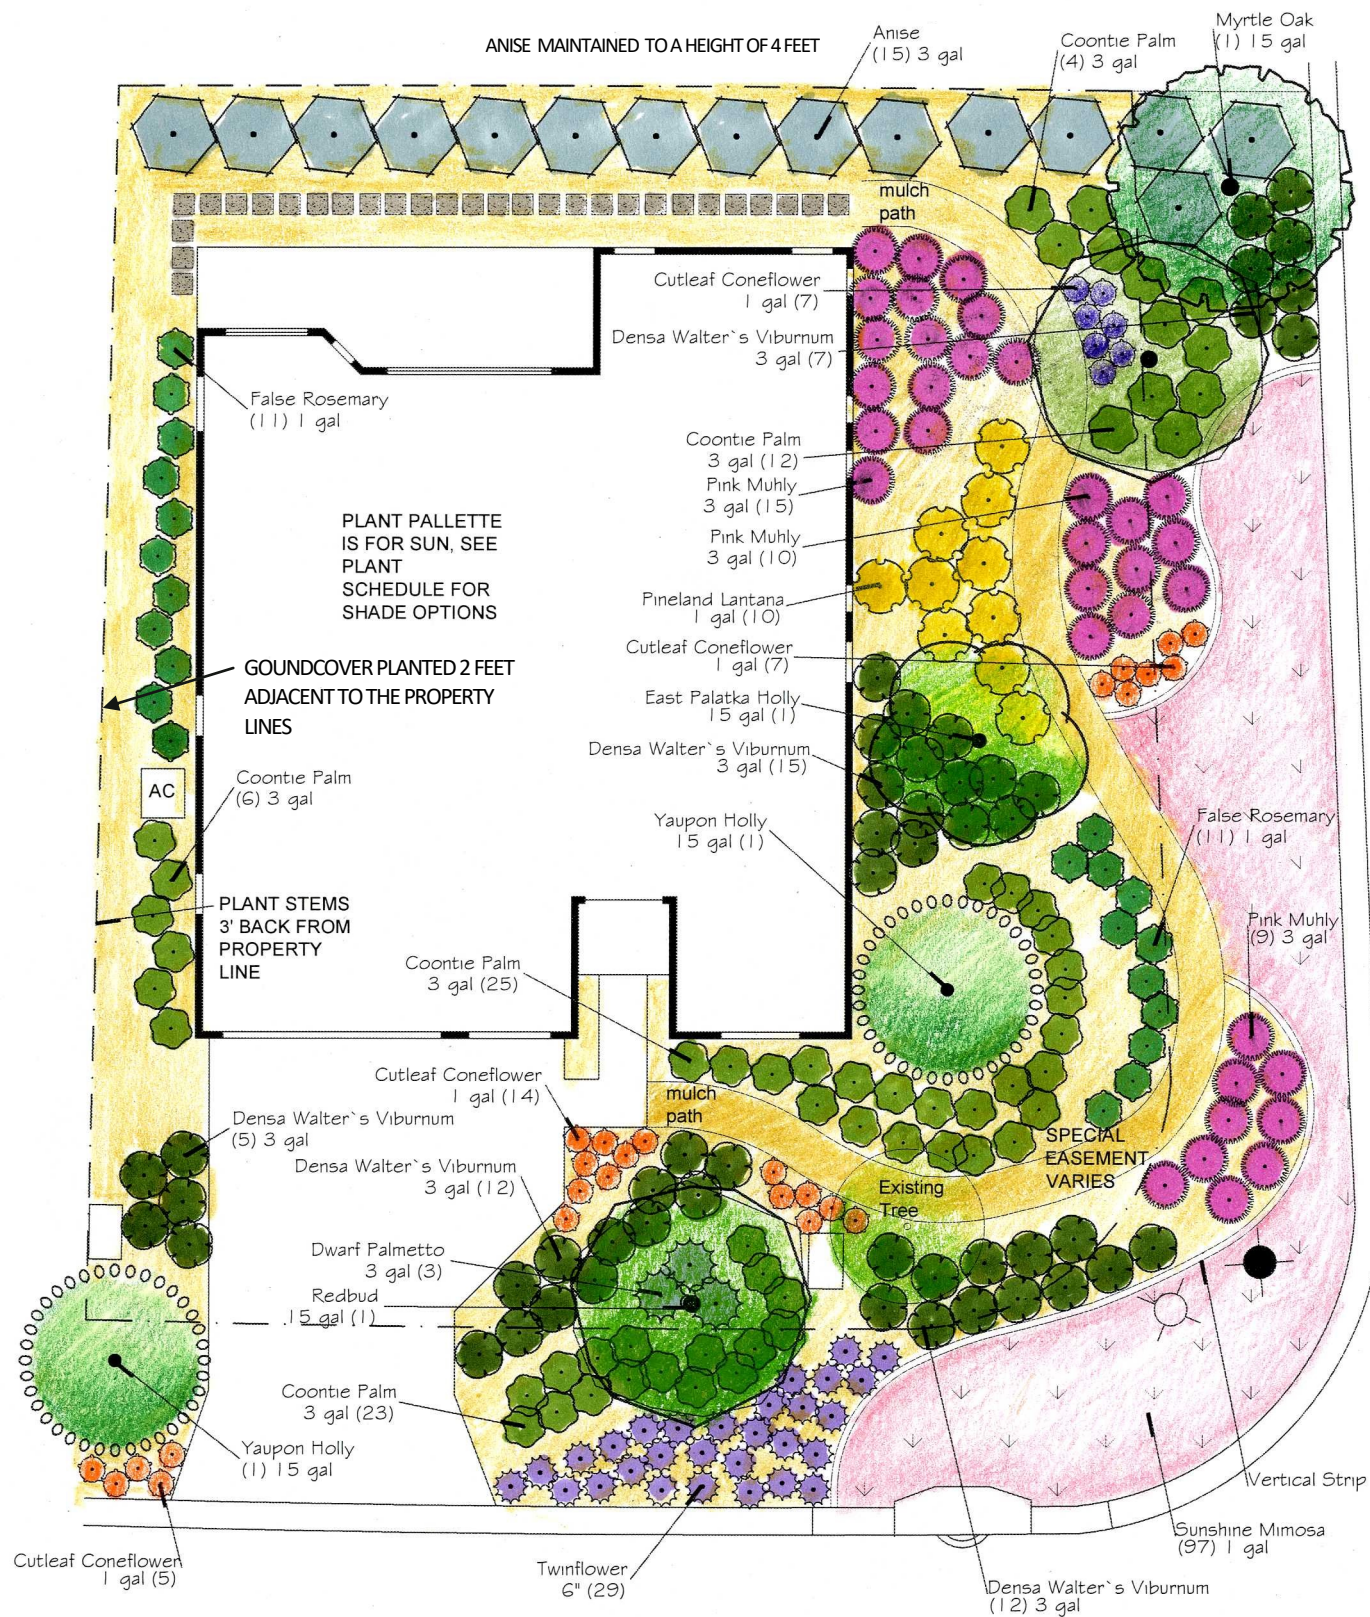 ANISE MAINTAINED TO A HEIGHT OF 4 FEET
Anise
(15) 3 gal
Coontie Palm
(4) 3 gal
Myrtle Oak
(1) 15 gal
mulch
path
Cutleaf Coneflower
1 gal (7)
Densa Walter`s Viburnum
3 gal (7)
False Rosemary
(11) 1 gal
Coontie Palm
3 gal (12)
Pink Muhly
3 gal (15)
Pink Muhly
3 gal (10)
PLANT PALLETTE
IS FOR SUN, SEE
PLANT
SCHEDULE FOR
SHADE OPTIONS
Pineland Lantana
1 gal (10)
Cutleaf Coneflower
1 gal (7)
GOUNDCOVER PLANTED 2 FEET
ADJACENT TO THE PROPERTY
LINES
East Palatka Holly
15 gal (1)
Densa Walter`s Viburnum
3 gal (15)
AC
Coontie Palm
(6) 3 gal
Yaupon Holly
15 gal (1)
False Rosemary
(11) 1 gal
PLANT STEMS
3' BACK FROM
PROPERTY
LINE
Pink Muhly
(9) 3 gal
Coontie Palm
3 gal (25)
Cutleaf Coneflower
1 gal (14)
mulch
path
Densa Walter`s Viburnum
(5) 3 gal
SPECIAL
EASEMENT
VARIES
Densa Walter`s Viburnum
3 gal (12)
Existing
Tree
Dwarf Palmetto
3 gal (3)
Redbud
15 gal (1)
Coontie Palm
3 gal (23)
Yaupon Holly
(1) 15 gal
Vertical Strip
Sunshine Mimosa
(97) 1 gal
Cutleaf Coneflower
1 gal (5)
Twinflower
6" (29)
Densa Walter`s Viburnum
(12) 3 gal